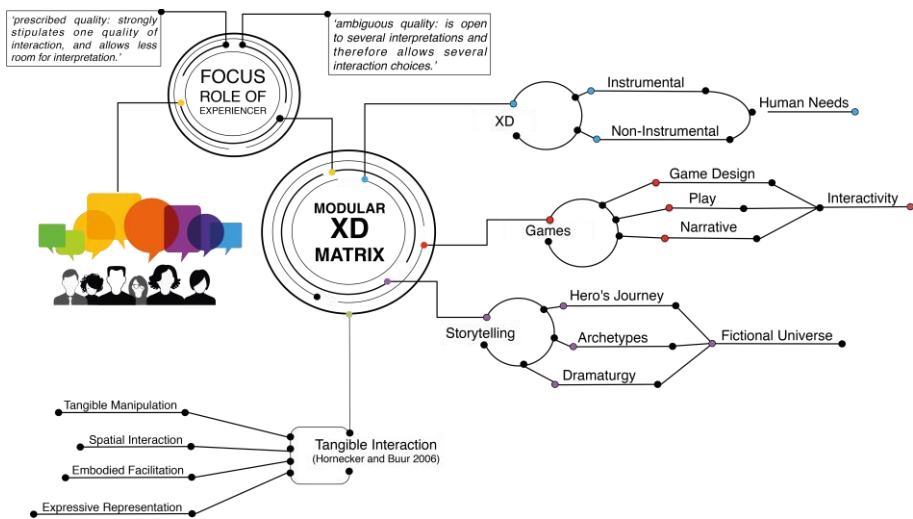 'prescribed quality: strongly
stipulates one quality of
interaction, and allows less
room for interpretation.'
'ambiguous quality: is open
to several interpretations and
therefore allows several
interaction choices.'
FOCUS
ROLE OF
EXPERIENCER
MODULAR
XD
MATRIX
XD
Instrumental
Non-Instrumental
Human Needs
Games
Game Design
Play
Narrative
Interactivity
Storytelling
Hero's Journey
Archetypes
Dramaturgy
Fictional Universe
Tangible Manipulation
Spatial Interaction
Embodied Facilitation
Expressive Representation
Tangible Interaction
(Hornecker and Buur 2006)